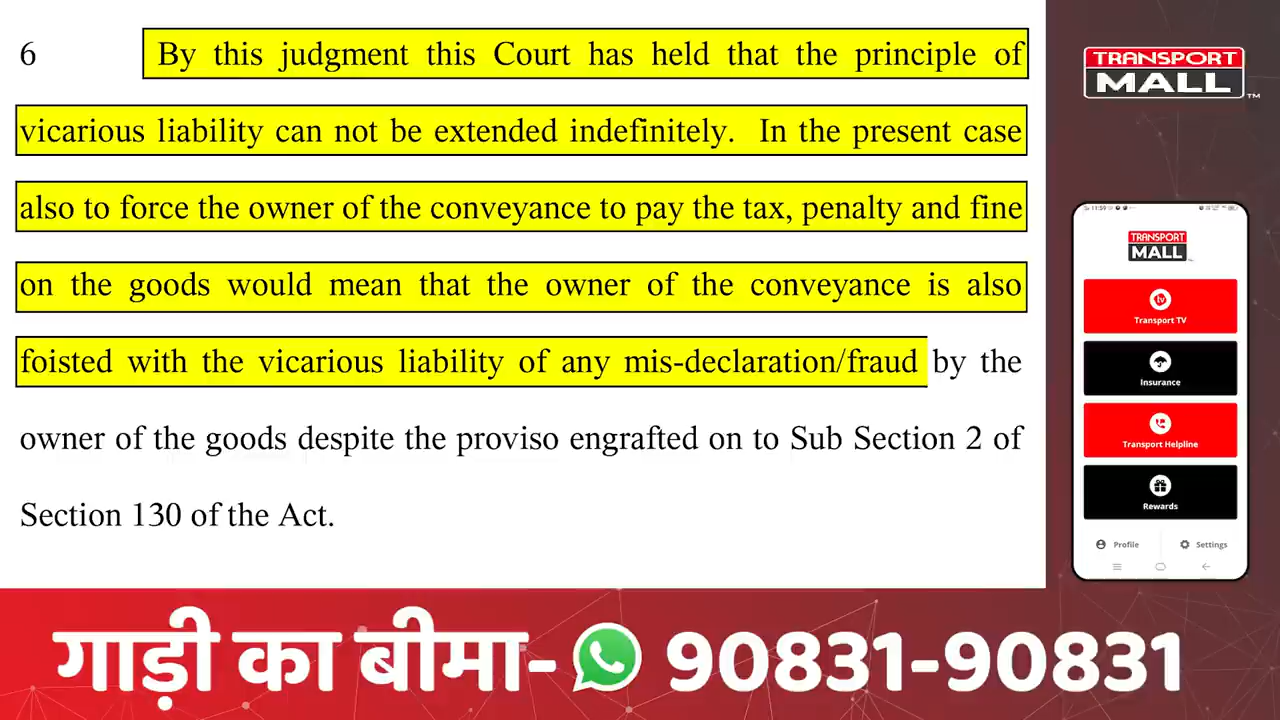 6 By this judgment this Court has held that the principle of
vicarious liability can not be extended indefinitely. In the present case
also to force the owner of the conveyance to pay the tax, penalty and fine
on the goods would mean that the owner of the conveyance is also
foisted with the vicarious liability of any mis-declaration/fraud by the
owner of the goods despite the proviso engrafted on to Sub Section 2 of
Section 130 of the Act.
TRANSPORT
MALL
TM
11:59
TRANSPORT
MALL
tv
Transport TV
Insurance
Transport Helpline
Rewards
Profile Settings
गाड़ी का बीमा- 90831-90831